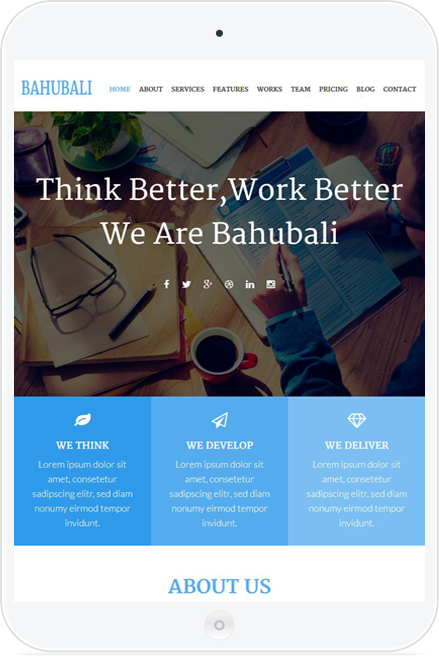 BAHUBALI
HOME ABOUT SERVICES FEATURES WORKS TEAM PRICING BLOG CONTACT
Think Better,Work Better
We Are Bahubali
WE THINK
Lorem ipsum dolor sit
amet, consetetur
sadipscing elitr, sed diam
nonumy eirmod tempor
invidunt.
WE DEVELOP
Lorem ipsum dolor sit
amet, consetetur
sadipscing elitr, sed diam
nonumy eirmod tempor
invidunt.
WE DELIVER
Lorem ipsum dolor sit
amet, consetetur
sadipscing elitr, sed diam
nonumy eirmod tempor
invidunt.
ABOUT US